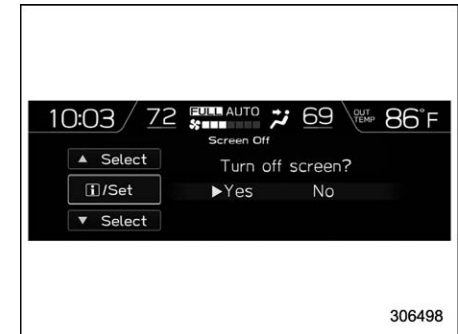 10:03 72 FULL AUTO 69 OUT TEMP 86°F
Screen Off
▲ Select
Turn off screen?
i/Set
▶Yes No
▼ Select
306498